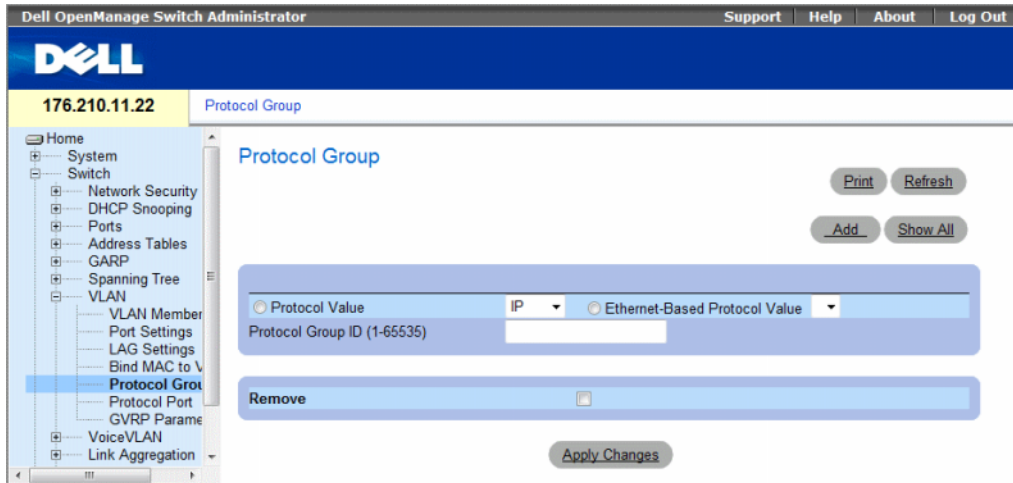 Dell OpenManage Switch Administrator
Support Help About Log Out
DELL
176.210.11.22
Protocol Group
Home
System
Switch
Network Security
DHCP Snooping
Ports
Address Tables
GARP
Spanning Tree
VLAN
VLAN Member
Port Settings
LAG Settings
Bind MAC to V
Protocol Grou
Protocol Port
GVRP Parame
VoiceVLAN
Link Aggregation
Protocol Group
Print Refresh
Add Show All
Protocol Value IP Ethernet-Based Protocol Value
Protocol Group ID (1-65535)
Remove
Apply Changes